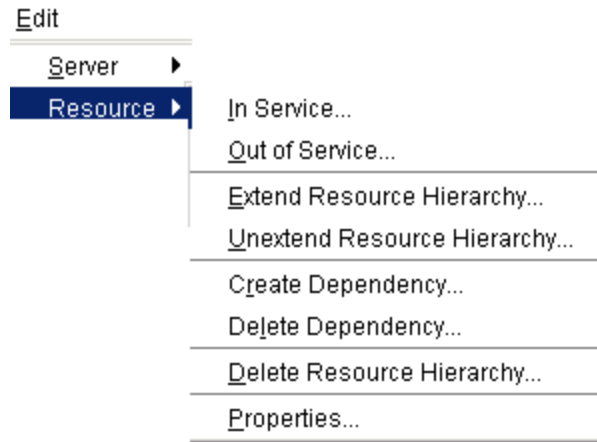 Edit
Server
Resource
In Service...
Out of Service...
Extend Resource Hierarchy...
Unextend Resource Hierarchy...
Create Dependency...
Delete Dependency...
Delete Resource Hierarchy...
Properties...